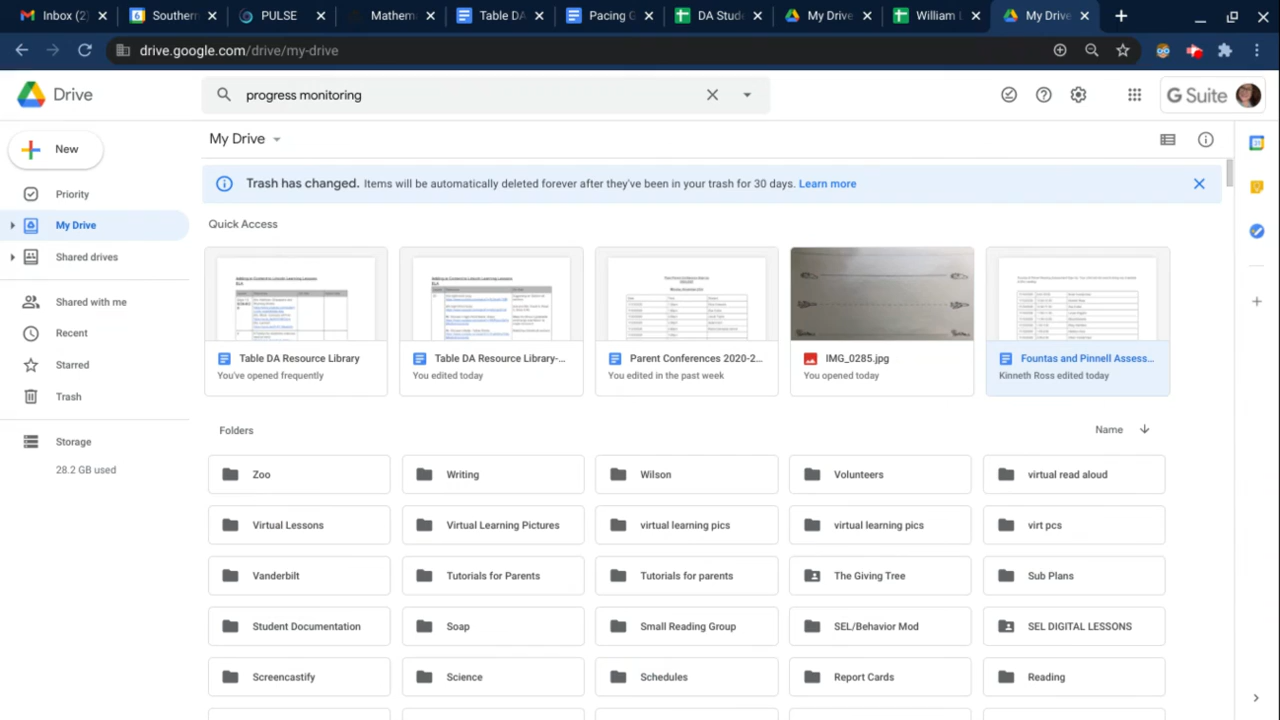 Inbox (2)
Southern
PULSE
Mathem
Table DA
Pacing G
DA Stude
My Drive
William L
My Drive
drive.google.com/drive/my-drive
Drive
progress monitoring
G Suite
New
My Drive
Trash has changed. Items will be automatically deleted forever after they've been in your trash for 30 days. Learn more
Priority
My Drive
Shared drives
Shared with me
Recent
Starred
Trash
Storage
28.2 GB used
Quick Access
Table DA Resource Library
You've opened frequently
Table DA Resource Library-...
You edited today
Parent Conferences 2020-2...
You edited in the past week
IMG_0285.jpg
You opened today
Fountas and Pinnell Assess...
Kinneth Ross edited today
Folders
Name
Zoo
Writing
Wilson
Volunteers
virtual read aloud
Virtual Lessons
Virtual Learning Pictures
virtual learning pics
virtual learning pics
virt pcs
Vanderbilt
Tutorials for Parents
Tutorials for parents
The Giving Tree
Sub Plans
Student Documentation
Soap
Small Reading Group
SEL/Behavior Mod
SEL DIGITAL LESSONS
Screencastify
Science
Schedules
Report Cards
Reading